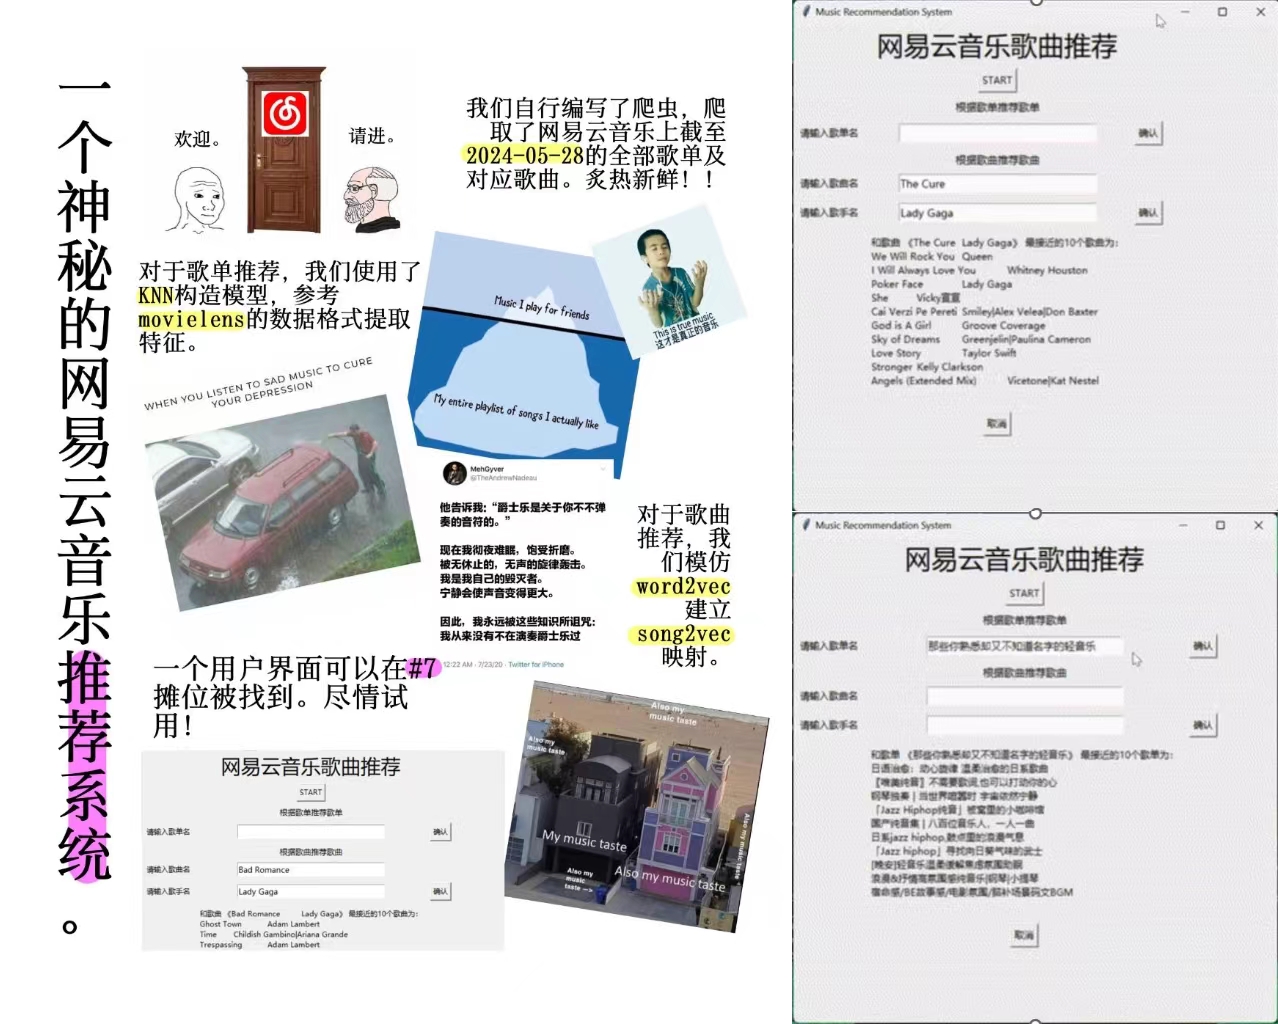 一个神秘的网易云音乐推荐系统。
欢迎。
请进。
我们自行编写了爬虫，爬
取了网易云音乐上截至
2024-05-28的全部歌单及
对应歌曲。炙热新鲜！！
对于歌单推荐，我们使用了
KNN构造模型，参考
movielens的数据格式提取
特征。
Music I play for friends
My entire playlist of songs I actually like
This is true music
这才是真正的音乐
WHEN YOU LISTEN TO SAD MUSIC TO CURE
YOUR DEPRESSION
MehGyver
@TheAndrewNadeau
他告诉我：“爵士乐是关于你不不弹
奏的音符的。”
现在我彻夜难眠，饱受折磨。
被无休止的，无声的旋律轰击。
我是我自己的毁灭者。
宁静会使声音变得更大。
因此，我永远被这些知识所诅咒：
我从来没有不在演奏爵士乐过
12:22 AM · 7/23/20 · Twitter for iPhone
对于歌曲
推荐，我
们模仿
word2vec
建立
song2vec
映射。
一个用户界面可以在#7
摊位被找到。尽情试
用！
Also my
music taste
Also my
music taste
My music taste
Also my music taste
Also my
music
taste —>
Also my music taste
网易云音乐歌曲推荐
START
根据歌单推荐歌单
请输入歌单名
确认
根据歌曲推荐歌曲
请输入歌曲名 Bad Romance
请输入歌手名 Lady Gaga 确认
和歌曲 《Bad Romance Lady Gaga》 最接近的10个歌曲为：
Ghost Town Adam Lambert
Time Childish Gambino|Ariana Grande
Trespassing Adam Lambert
Music Recommendation System
网易云音乐歌曲推荐
START
根据歌单推荐歌单
请输入歌单名 确认
根据歌曲推荐歌曲
请输入歌曲名 The Cure
请输入歌手名 Lady Gaga 确认
和歌曲 《The Cure Lady Gaga》 最接近的10个歌曲为：
We Will Rock You Queen
I Will Always Love You Whitney Houston
Poker Face Lady Gaga
She Vicky宣宣
Cai Verzi Pe Pereti Smiley|Alex Velea|Don Baxter
God is A Girl Groove Coverage
Sky of Dreams Greenjelin|Paulina Cameron
Love Story Taylor Swift
Stronger Kelly Clarkson
Angels (Extended Mix) Vicetone|Kat Nestel
取消
Music Recommendation System
网易云音乐歌曲推荐
START
根据歌单推荐歌单
请输入歌单名 那些你熟悉却又不知道名字的轻音乐 确认
根据歌曲推荐歌曲
请输入歌曲名
请输入歌手名 确认
和歌单 《那些你熟悉却又不知道名字的轻音乐》 最接近的10个歌单为：
日语治愈：动心旋律 温柔治愈的日系歌曲
【唯美纯音】不需要歌词,也可以打动你的心
钢琴独奏 | 当世界喧嚣时 宇宙依然宁静
「Jazz Hiphop纯音」被窝里的小咖啡馆
国产纯音集 | 八百位音乐人，一人一曲
日系jazz hiphop,鼓点里的浪漫气息
「Jazz hiphop」寻找向日葵气味的武士
|晚安|轻音乐温柔缓解焦虑氛围助眠
浪漫&抒情高氛围感纯音乐|钢琴|小提琴
宿命感/BE故事感/电影氛围/脑补场景码文BGM
取消